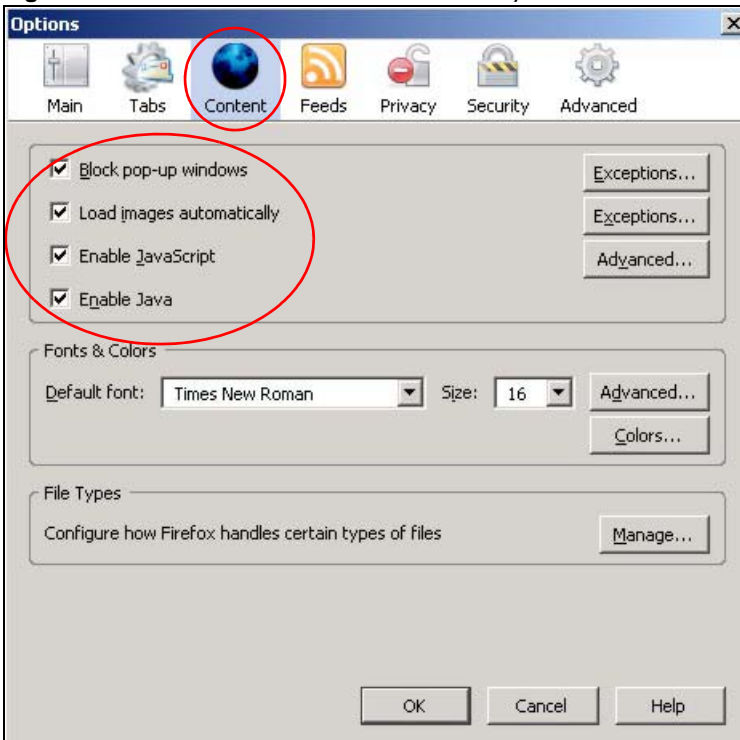 Options
Main Tabs Content Feeds Privacy Security Advanced
Block pop-up windows Exceptions...
Load images automatically Exceptions...
Enable JavaScript Advanced...
Enable Java
Fonts & Colors
Default font: Times New Roman Size: 16 Advanced...
Colors...
File Types
Configure how Firefox handles certain types of files Manage...
OK Cancel Help